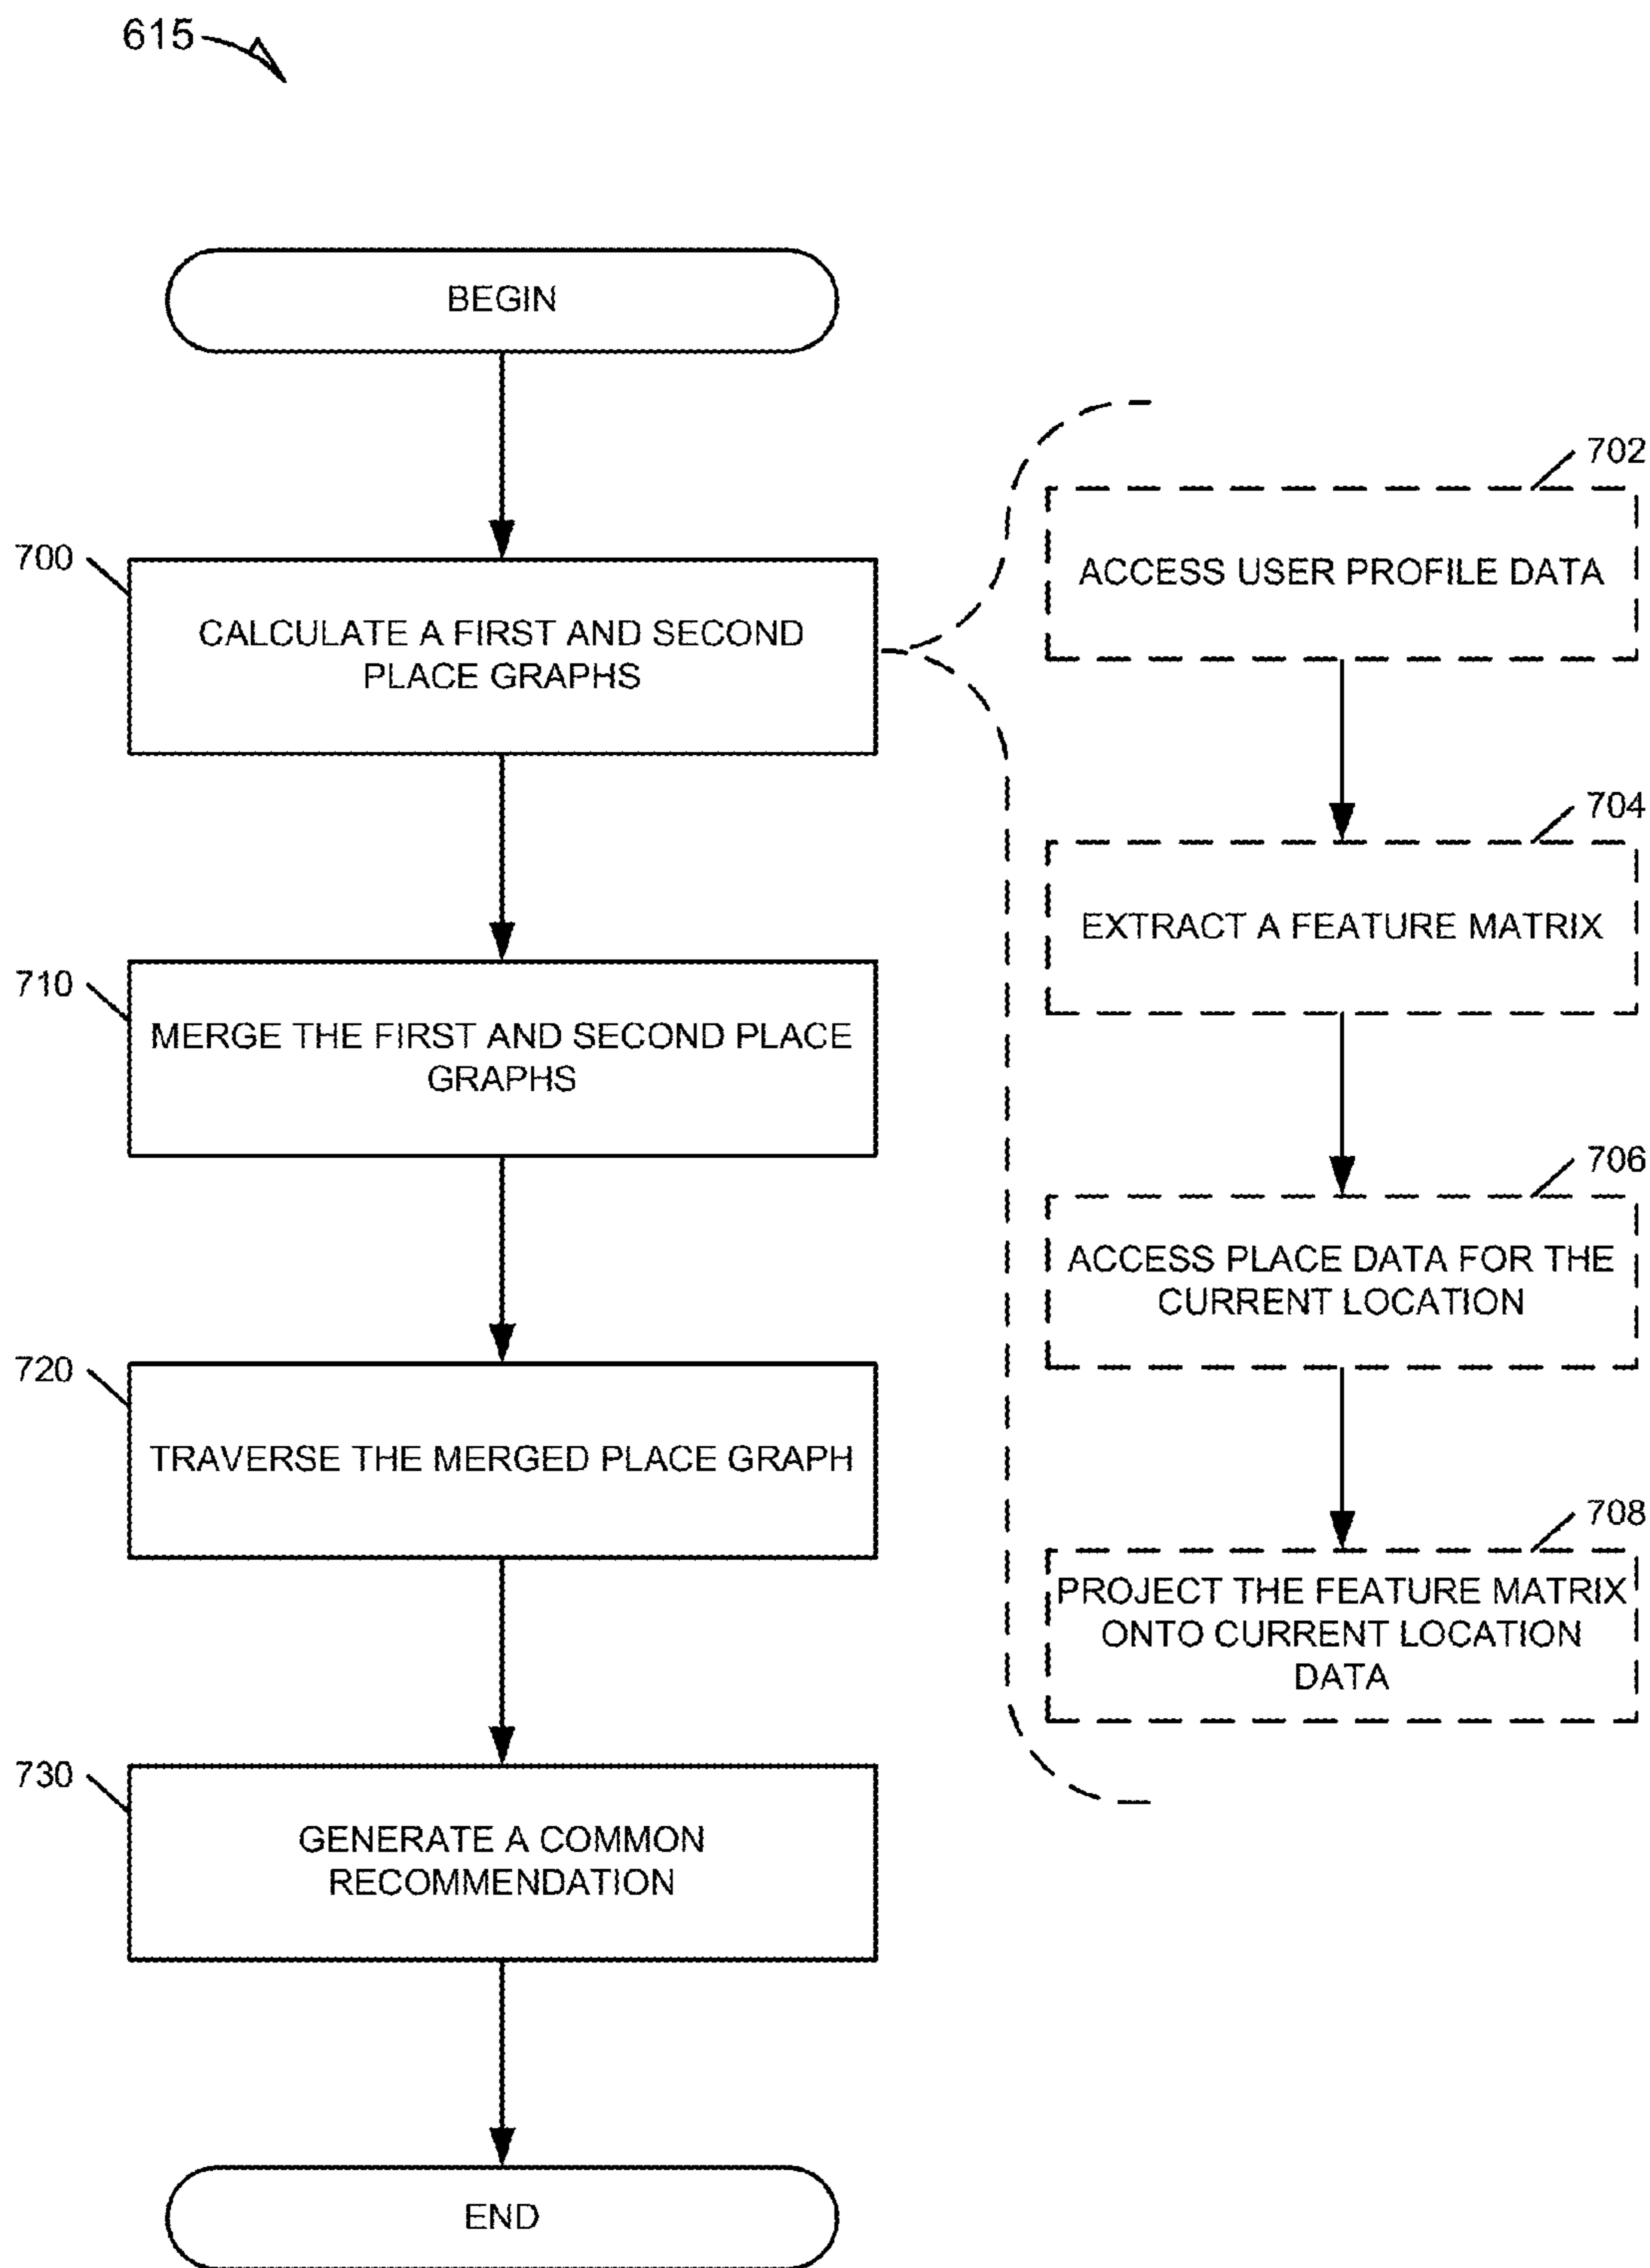 615
BEGIN
700
CALCULATE A FIRST AND SECOND
PLACE GRAPHS
710
MERGE THE FIRST AND SECOND PLACE
GRAPHS
720
TRAVERSE THE MERGED PLACE GRAPH
730
GENERATE A COMMON
RECOMMENDATION
END
702
ACCESS USER PROFILE DATA
704
EXTRACT A FEATURE MATRIX
706
ACCESS PLACE DATA FOR THE
CURRENT LOCATION
708
PROJECT THE FEATURE MATRIX
ONTO CURRENT LOCATION
DATA